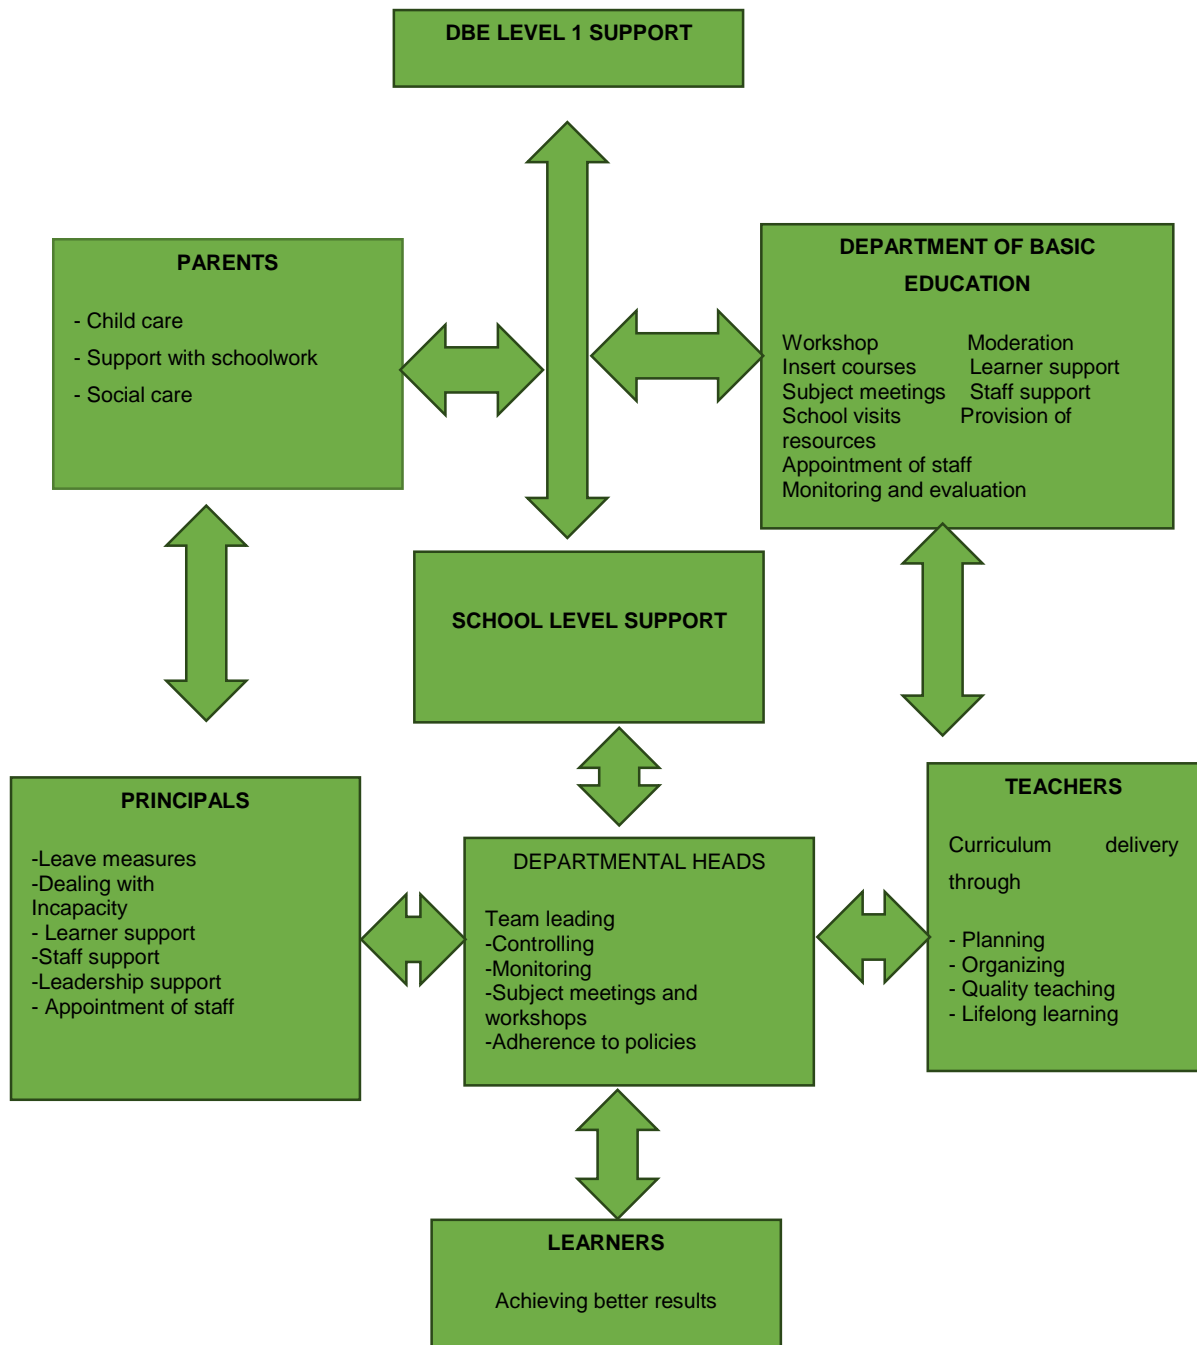 DBE LEVEL 1 SUPPORT
PARENTS
- Child care
- Support with schoolwork
- Social care
DEPARTMENT OF BASIC
EDUCATION
Workshop Moderation
Insert courses Learner support
Subject meetings Staff support
School visits Provision of
resources
Appointment of staff
Monitoring and evaluation
SCHOOL LEVEL SUPPORT
PRINCIPALS
-Leave measures
-Dealing with
Incapacity
- Learner support
-Staff support
-Leadership support
- Appointment of staff
DEPARTMENTAL HEADS
Team leading
-Controlling
-Monitoring
-Subject meetings and
workshops
-Adherence to policies
TEACHERS
Curriculum delivery
through
- Planning
- Organizing
- Quality teaching
- Lifelong learning
LEARNERS
Achieving better results